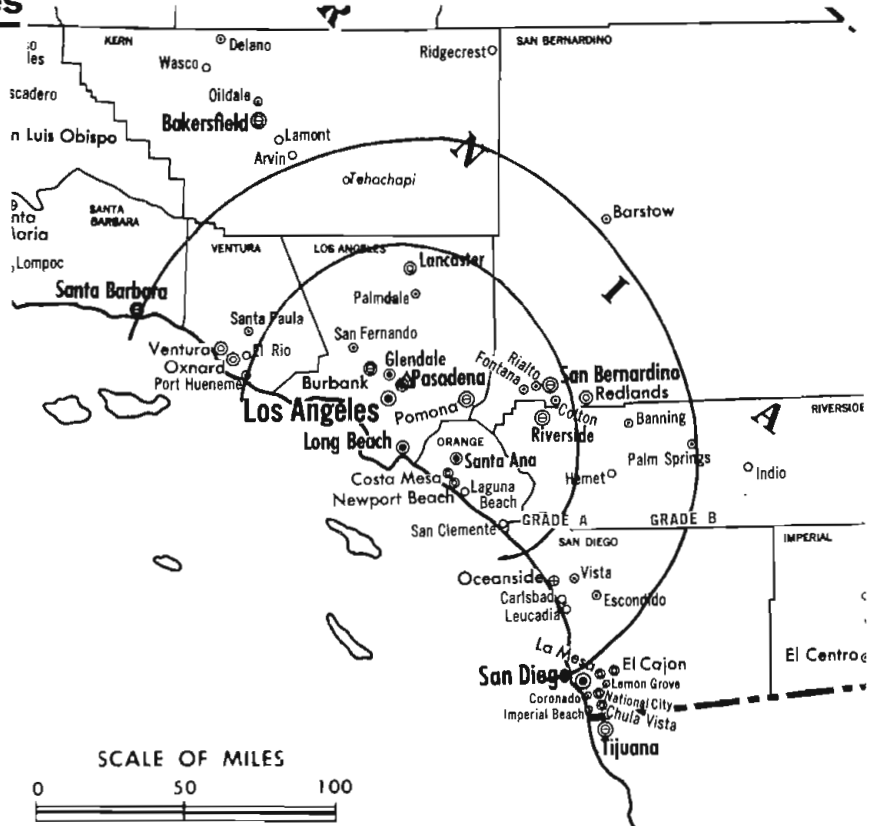 es
KERN
Delano
Ridgecrest
SAN BERNARDINO
Wasco
les
Oildale
scadero
Bakersfield
n Luis Obispo
Lamont
Arvin
N
Tehachapi
SANTA
BARBARA
nta
Maria
Barstow
VENTURA
LOS ANGELES
Lompoc
Lancaster
I
Santa Barbara
Palmdale
Santa Paula
San Fernando
Ventura
El Rio
Oxnard
Port Hueneme
Glendale
Burbank
Pasadena
Fontana
Rialto
San Bernardino
Redlands
Los Angeles
Pomona
Colton
Riverside
Banning
A
RIVERSIDE
Long Beach
ORANGE
Santa Ana
Palm Springs
Indio
Costa Mesa
Hemet
Newport Beach
Laguna
Beach
San Clemente
GRADE A
GRADE B
SAN DIEGO
IMPERIAL
Oceanside
Vista
Carlsbad
Escondido
Leucadia
La Mesa
El Cajon
El Centro
San Diego
Lemon Grove
Coronado
National City
Imperial Beach
Chula Vista
Tijuana
SCALE OF MILES
0 50 100